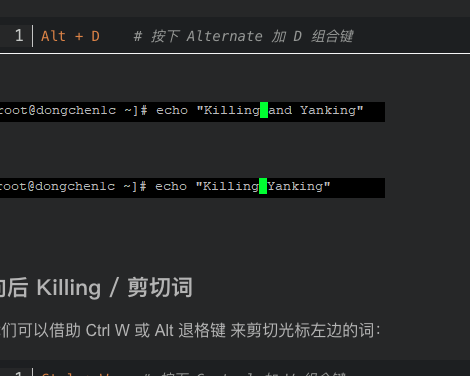 1 Alt + D # 按下 Alternate 加 D 组合键
root@dongchenlc ~]# echo "Killing and Yanking"
root@dongchenlc ~]# echo "Killing Yanking"
后 Killing / 剪切词
们可以借助 Ctrl W 或 Alt 退格键 来剪切光标左边的词：